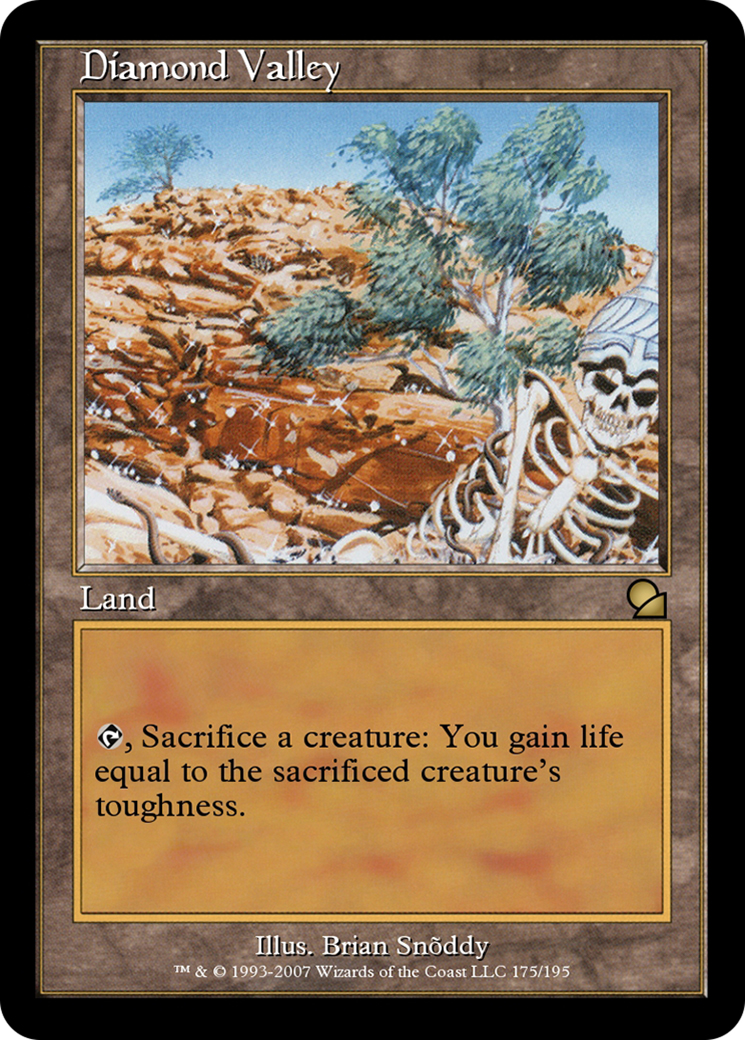 Diamond Valley
Land
, Sacrifice a creature: You gain life
equal to the sacrificed creature's
toughness.
Illus. Brian Snõddy
™ & © 1993-2007 Wizards of the Coast LLC 175/195